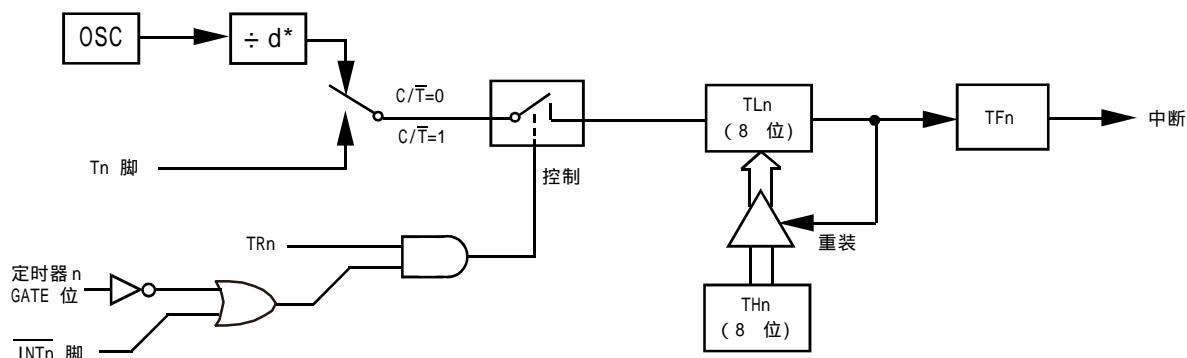 OSC
÷ d*
C/T̅=0
C/T̅=1
Tn 脚
控制
TLn
(8 位)
TFn
中断
重装
TRn
定时器 n
GATE 位
I̅N̅T̅n̅ 脚
THn
(8 位)